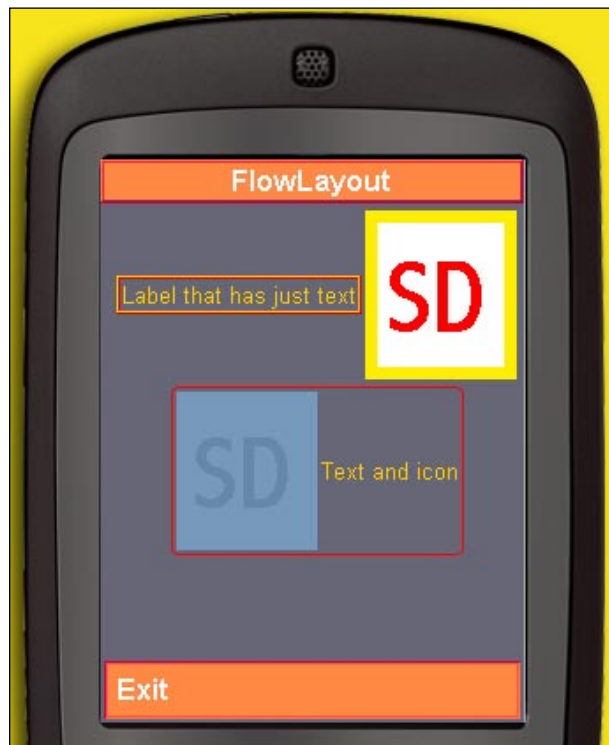 FlowLayout
Label that has just text
SD
SD
Text and icon
Exit